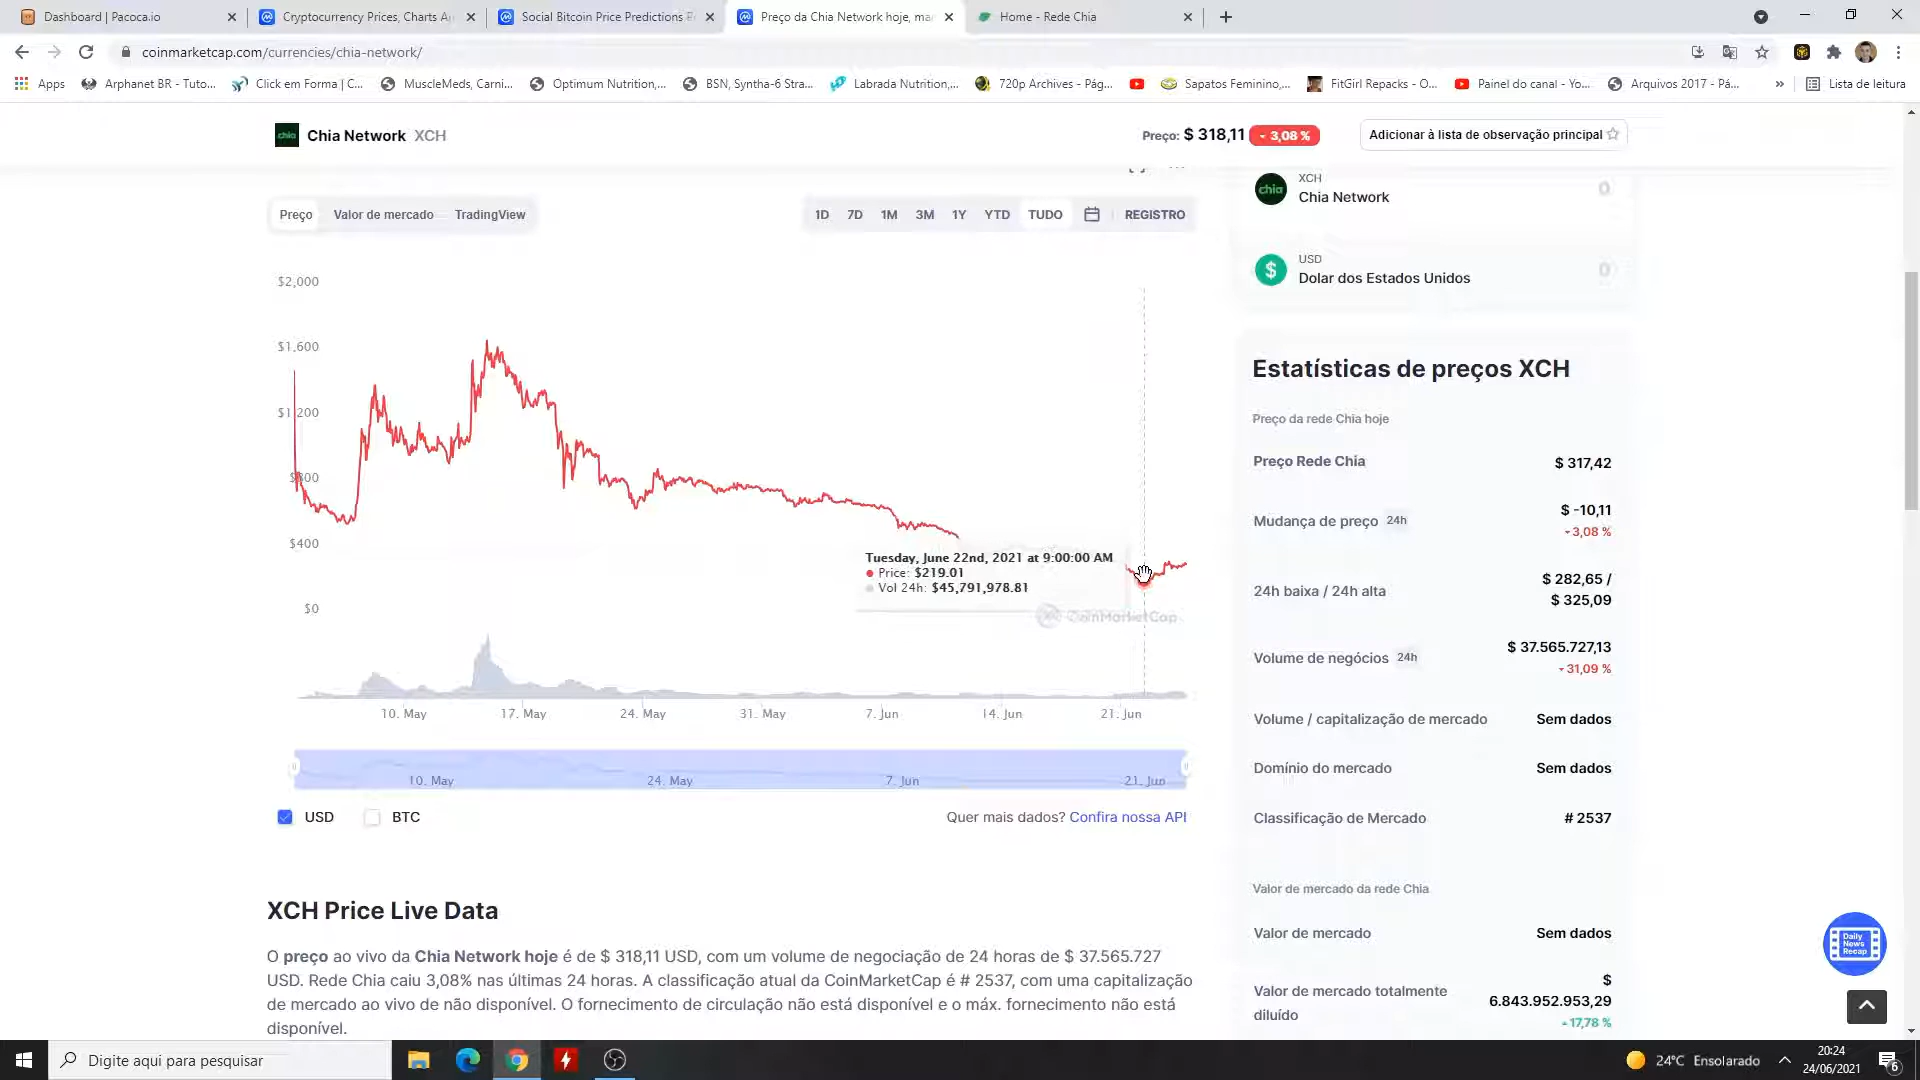 Dashboard | Pacoca.io
Cryptocurrency Prices, Charts A
Social Bitcoin Price Predictions F
Preço da Chia Network hoje, ma
Home - Rede Chia
coinmarketcap.com/currencies/chia-network/
Apps
Arphanet BR - Tuto...
Click em Forma | C...
MuscleMeds, Carni...
Optimum Nutrition,...
BSN, Syntha-6 Stra...
Labrada Nutrition,...
720p Archives - Pág...
Sapatos Feminino,...
FitGirl Repacks - O...
Painel do canal - Yo...
Arquivos 2017 - Pá...
»
Lista de leitura
chia
Chia Network XCH
Preço: $ 318,11 3,08 %
Adicionar à lista de observação principal
Preço
Valor de mercado
TradingView
1D 7D 1M 3M 1Y YTD TUDO REGISTRO
$2,000
$1,600
$1,200
$800
$400
$0
Tuesday, June 22nd, 2021 at 9:00:00 AM
Price: $219.01
Vol 24h: $45,791,978.81
CoinMarketCap
10. May 17. May 24. May 31. May 7. Jun 14. Jun 21. Jun
10. May 24. May 7. Jun 21. Jun
USD
BTC
Quer mais dados? Confira nossa API
XCH Price Live Data
O preço ao vivo da Chia Network hoje é de $ 318,11 USD, com um volume de negociação de 24 horas de $ 37.565.727
USD. Rede Chia caiu 3,08% nas últimas 24 horas. A classificação atual da CoinMarketCap é # 2537, com uma capitalização
de mercado ao vivo de não disponível. O fornecimento de circulação não está disponível e o máx. fornecimento não está
disponível.
chia
XCH
Chia Network
0
$
USD
Dolar dos Estados Unidos
0
Estatísticas de preços XCH
Preço da rede Chia hoje
Preço Rede Chia
$ 317,42
Mudança de preço 24h
$ -10,11
3,08 %
24h baixa / 24h alta
$ 282,65 /
$ 325,09
Volume de negócios 24h
$ 37.565.727,13
31,09 %
Volume / capitalização de mercado
Sem dados
Domínio do mercado
Sem dados
Classificação de Mercado
# 2537
Valor de mercado da rede Chia
Valor de mercado
Sem dados
Valor de mercado totalmente
diluído
$
6.843.952.953,29
17,78 %
Daily
News
Recap
Digite aqui para pesquisar
24°C Ensolarado
20:24
24/06/2021
6